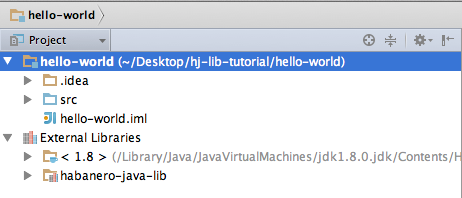 hello-world
Project
hello-world (~/Desktop/hj-lib-tutorial/hello-world)
.idea
src
hello-world.iml
External Libraries
< 1.8 > (/Library/Java/JavaVirtualMachines/jdk1.8.0.jdk/Contents/H
habanero-java-lib